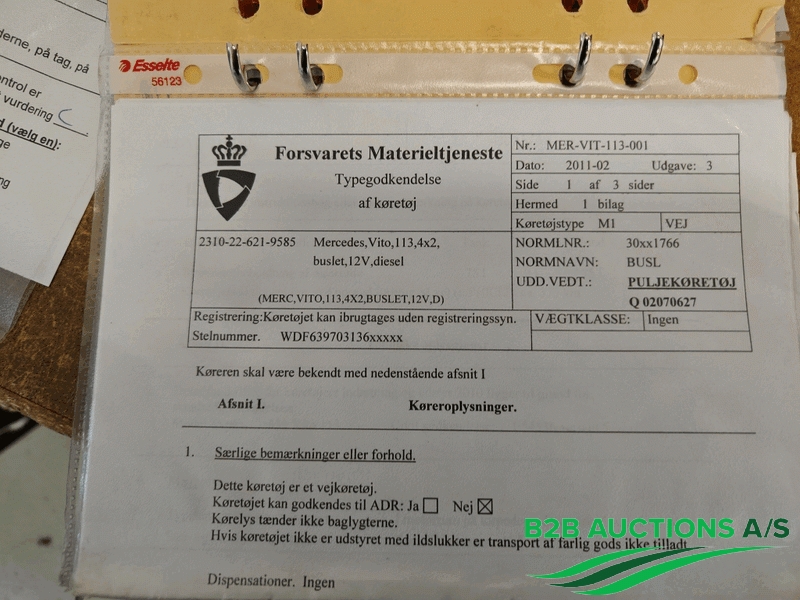 derne, på tag, på
ntrol er
vurdering
d (vælg en):
ge
ng
Esselte
56123
Forsvarets Materieltjeneste
Typegodkendelse
af køretøj
Nr.: MER-VIT-113-001
Dato: 2011-02 Udgave: 3
Side 1 af 3 sider
Hermed 1 bilag
Køretøjstype M1 VEJ
2310-22-621-9585 Mercedes,Vito,113,4x2,
buslet,12V,diesel
(MERC,VITO,113,4X2,BUSLET,12V,D)
NORMLNR.: 30xx1766
NORMNAVN: BUSL
UDD.VEDT.: PULJEKØRETØJ
Q 02070627
Registrering:Køretøjet kan ibrugtages uden registreringssyn.
Stelnummer. WDF639703136xxxxx
VÆGTKLASSE: Ingen
Køreren skal være bekendt med nedenstående afsnit I
Afsnit I. Køreroplysninger.
1. Særlige bemærkninger eller forhold.
Dette køretøj er et vejkøretøj.
Køretøjet kan godkendes til ADR: Ja ☐ Nej ☒
Kørelys tænder ikke baglygterne.
Hvis køretøjet ikke er udstyret med ildslukker er transport af farlig gods ikke tilladt
Dispensationer. Ingen
B2B AUCTIONS A/S